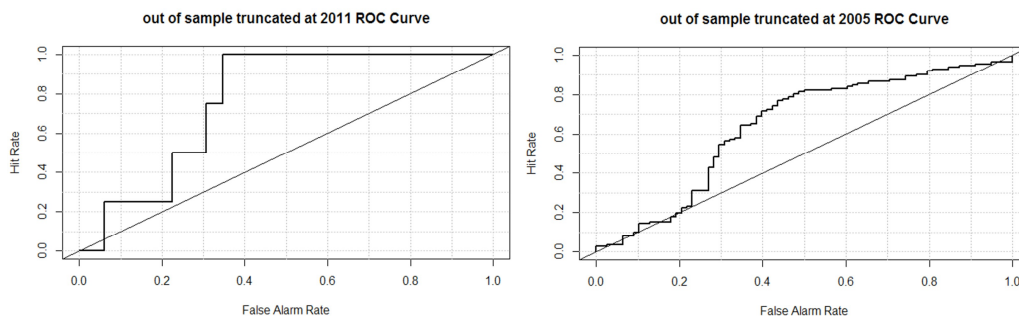 out of sample truncated at 2011 ROC Curve
Hit Rate
1.0
0.8
0.6
0.4
0.2
0.0
0.0 0.2 0.4 0.6 0.8 1.0
False Alarm Rate
out of sample truncated at 2005 ROC Curve
Hit Rate
1.0
0.8
0.6
0.4
0.2
0.0
0.0 0.2 0.4 0.6 0.8 1.0
False Alarm Rate